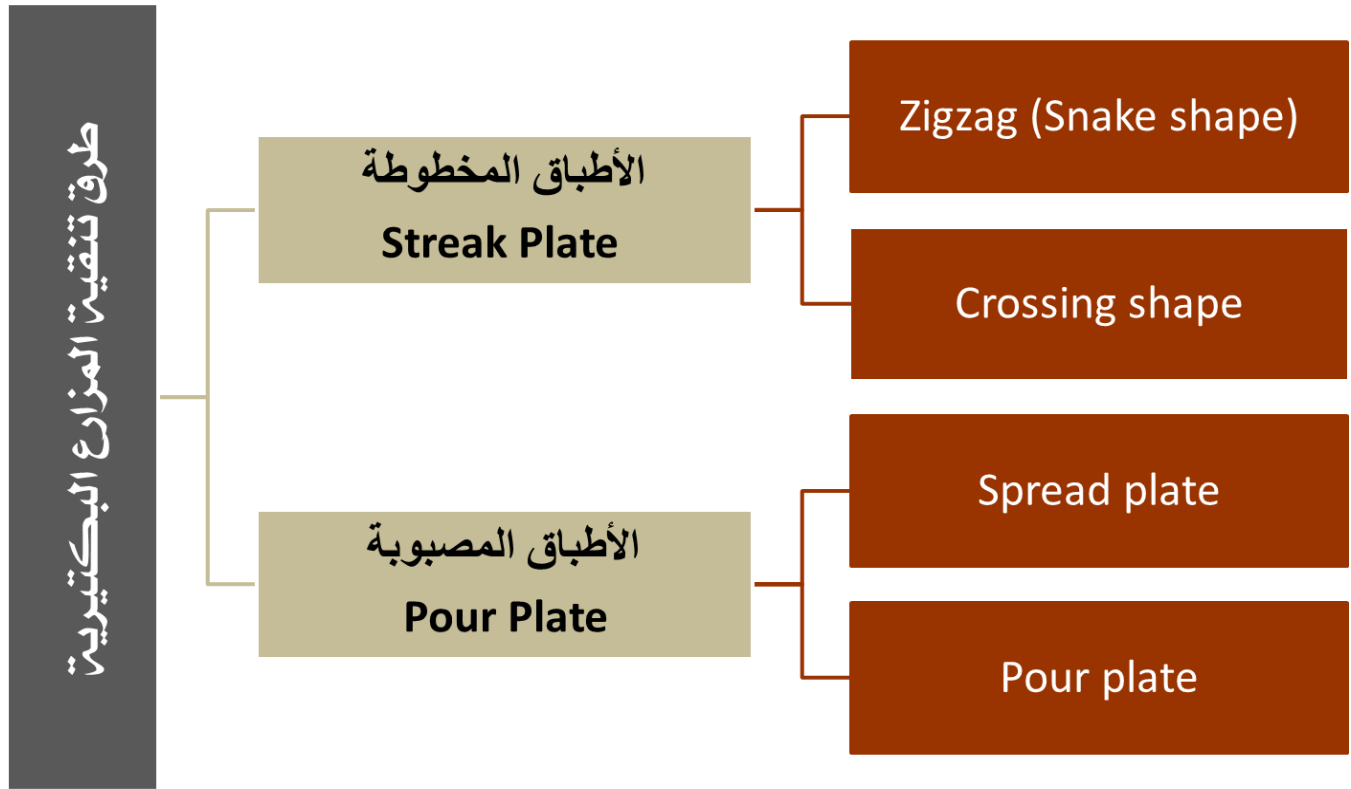 طرق تنقية المزارع البكتيرية
الأطباق المخطوطة
Streak Plate
Zigzag (Snake shape)
Crossing shape
الأطباق المصبوبة
Pour Plate
Spread plate
Pour plate